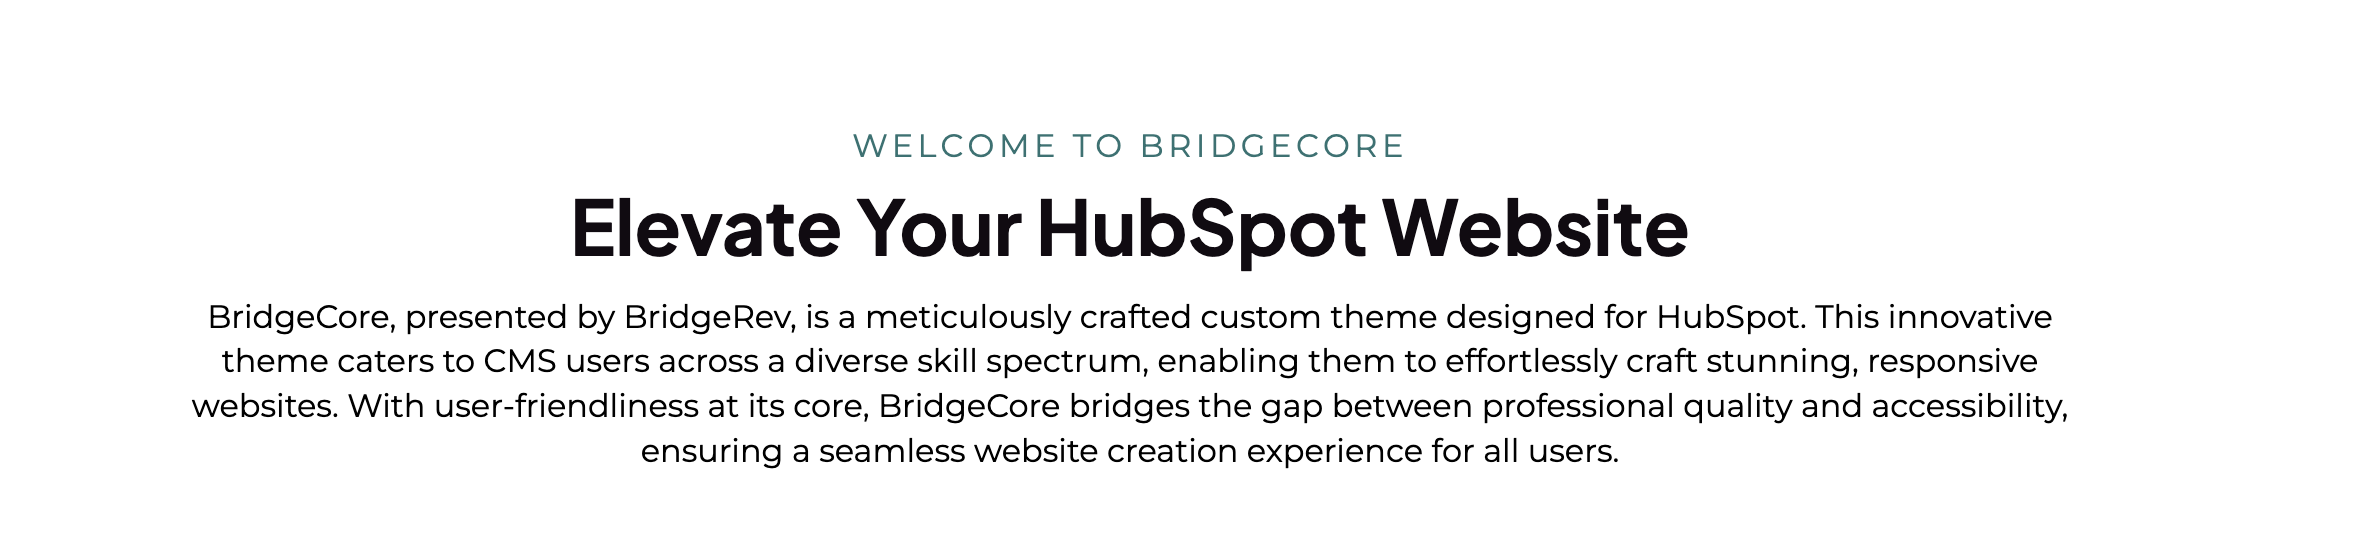 WELCOME TO BRIDGECORE
Elevate Your HubSpot Website
BridgeCore, presented by BridgeRev, is a meticulously crafted custom theme designed for HubSpot. This innovative
theme caters to CMS users across a diverse skill spectrum, enabling them to effortlessly craft stunning, responsive
websites. With user-friendliness at its core, BridgeCore bridges the gap between professional quality and accessibility,
ensuring a seamless website creation experience for all users.